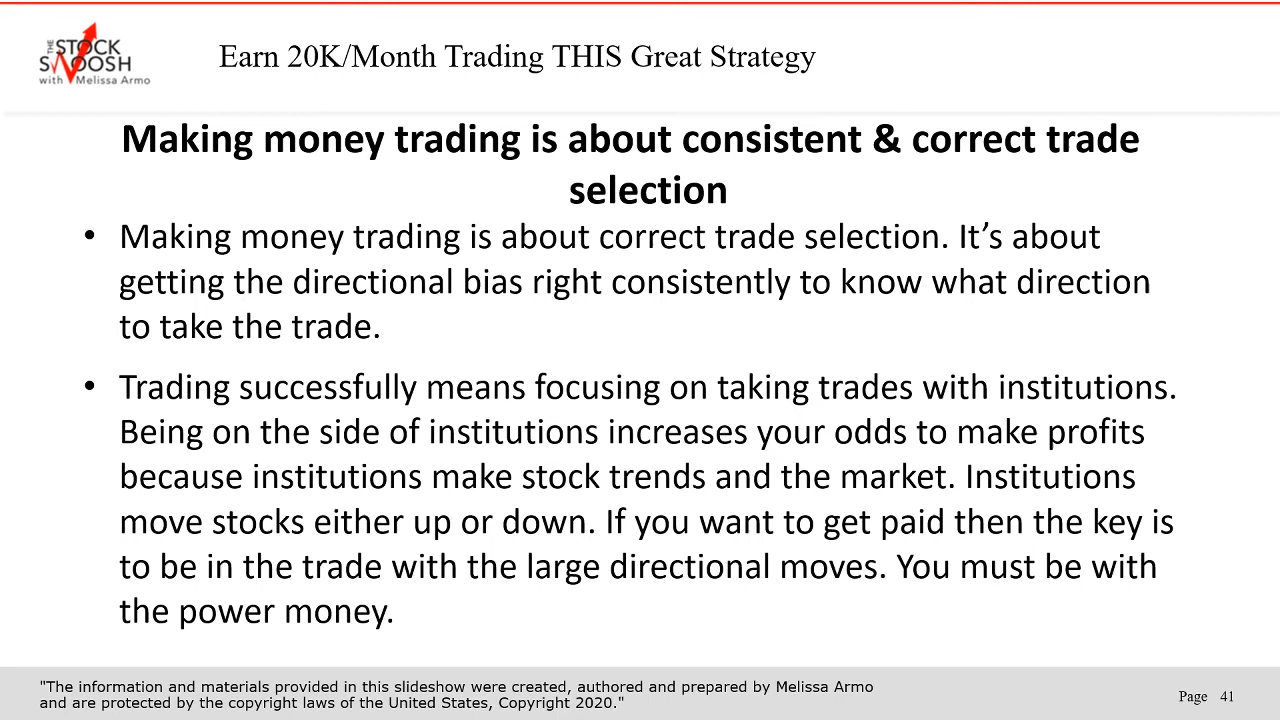 THE
STOCK
SWOOSH
with Melissa Armo
Earn 20K/Month Trading THIS Great Strategy
Making money trading is about consistent & correct trade
selection
• Making money trading is about correct trade selection. It’s about
getting the directional bias right consistently to know what direction
to take the trade.
• Trading successfully means focusing on taking trades with institutions.
Being on the side of institutions increases your odds to make profits
because institutions make stock trends and the market. Institutions
move stocks either up or down. If you want to get paid then the key is
to be in the trade with the large directional moves. You must be with
the power money.
"The information and materials provided in this slideshow were created, authored and prepared by Melissa Armo
and are protected by the copyright laws of the United States, Copyright 2020."
Page 41